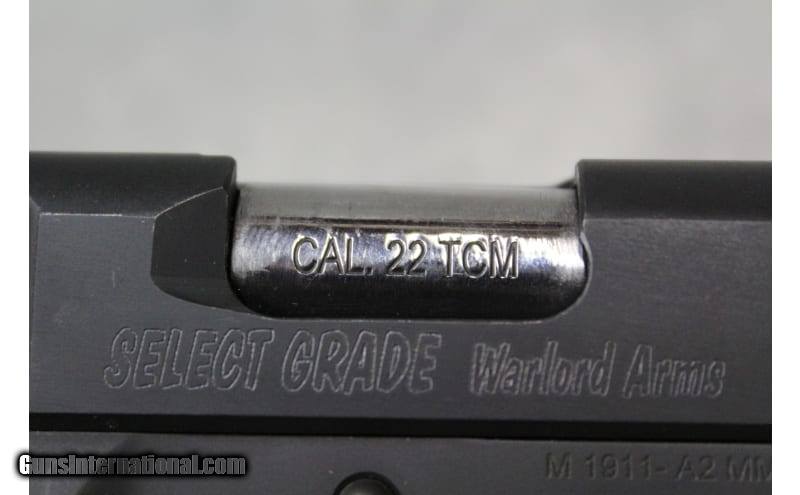 CAL. 22 TCM
SELECT GRADE Warlord Arms
M 1911- A2 MM
GunsInternational.com